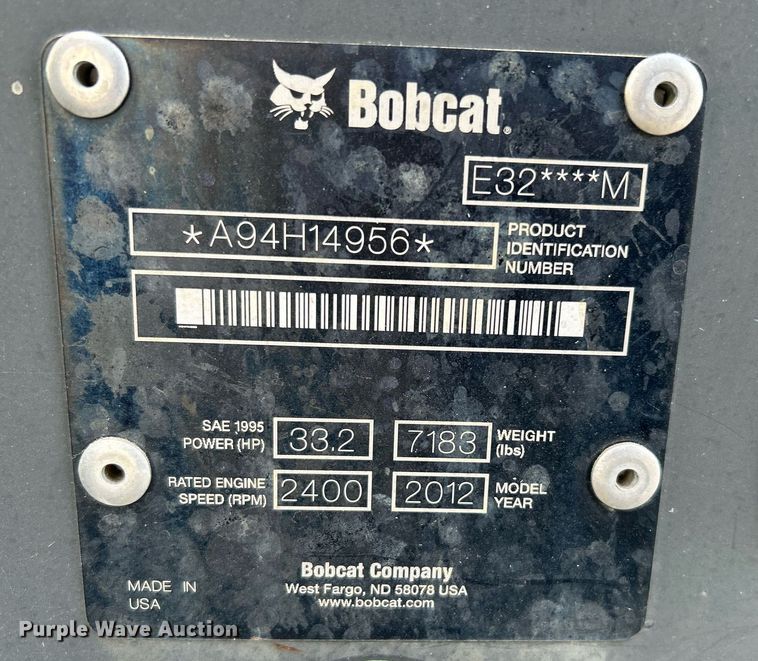 Bobcat®
E32****M
*A94H14956*
PRODUCT
IDENTIFICATION
NUMBER
SAE 1995
POWER (HP)
33.2
7183
WEIGHT
(lbs)
RATED ENGINE
SPEED (RPM)
2400
2012
MODEL
YEAR
Bobcat Company
West Fargo, ND 58078 USA
www.bobcat.com
MADE IN
USA
Purple Wave Auction